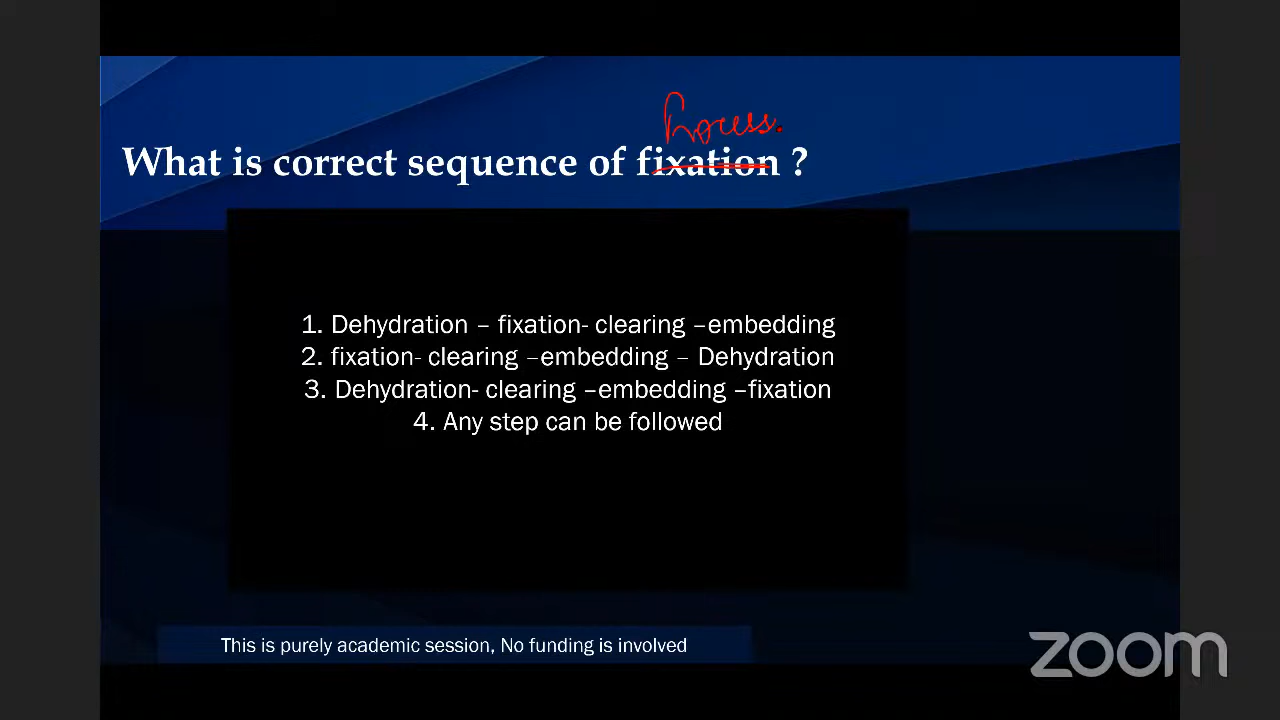 Process.
What is correct sequence of fixation ?
1. Dehydration – fixation- clearing –embedding
2. fixation- clearing –embedding – Dehydration
3. Dehydration- clearing –embedding –fixation
4. Any step can be followed
This is purely academic session, No funding is involved
zoom